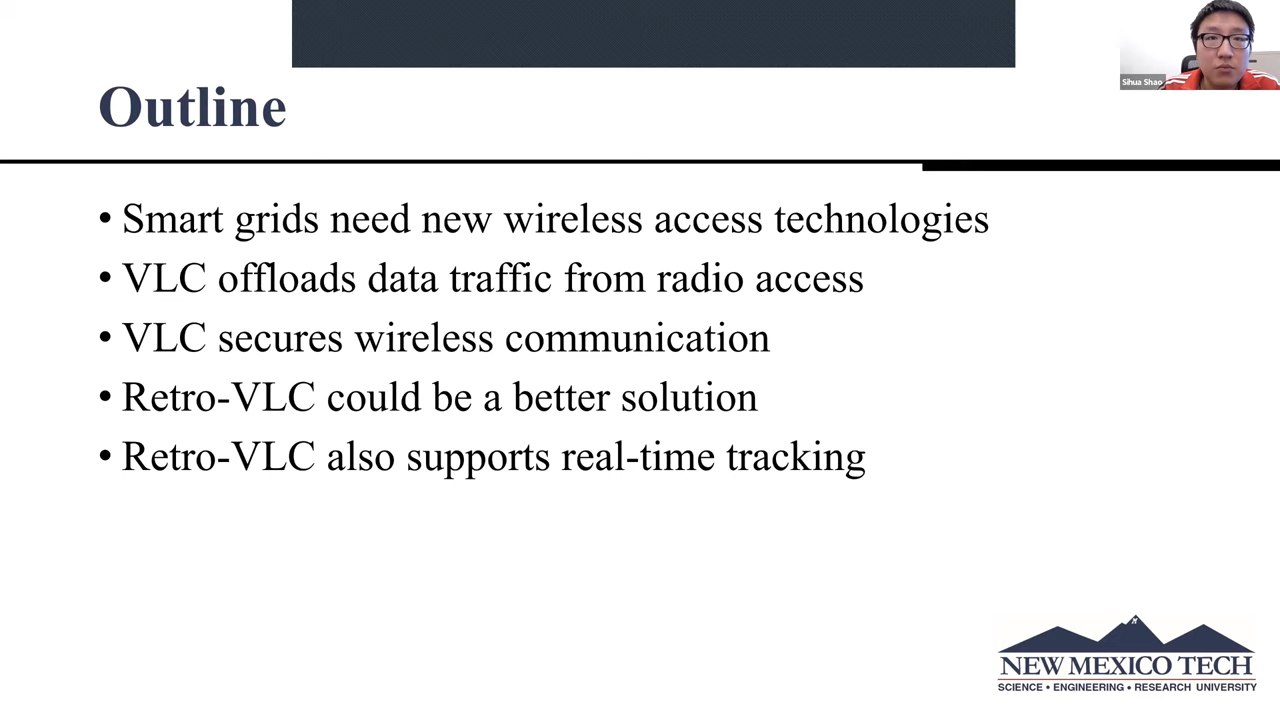 Sihua Shao
Outline
• Smart grids need new wireless access technologies
• VLC offloads data traffic from radio access
• VLC secures wireless communication
• Retro-VLC could be a better solution
• Retro-VLC also supports real-time tracking
NEW MEXICO TECH
SCIENCE • ENGINEERING • RESEARCH UNIVERSITY